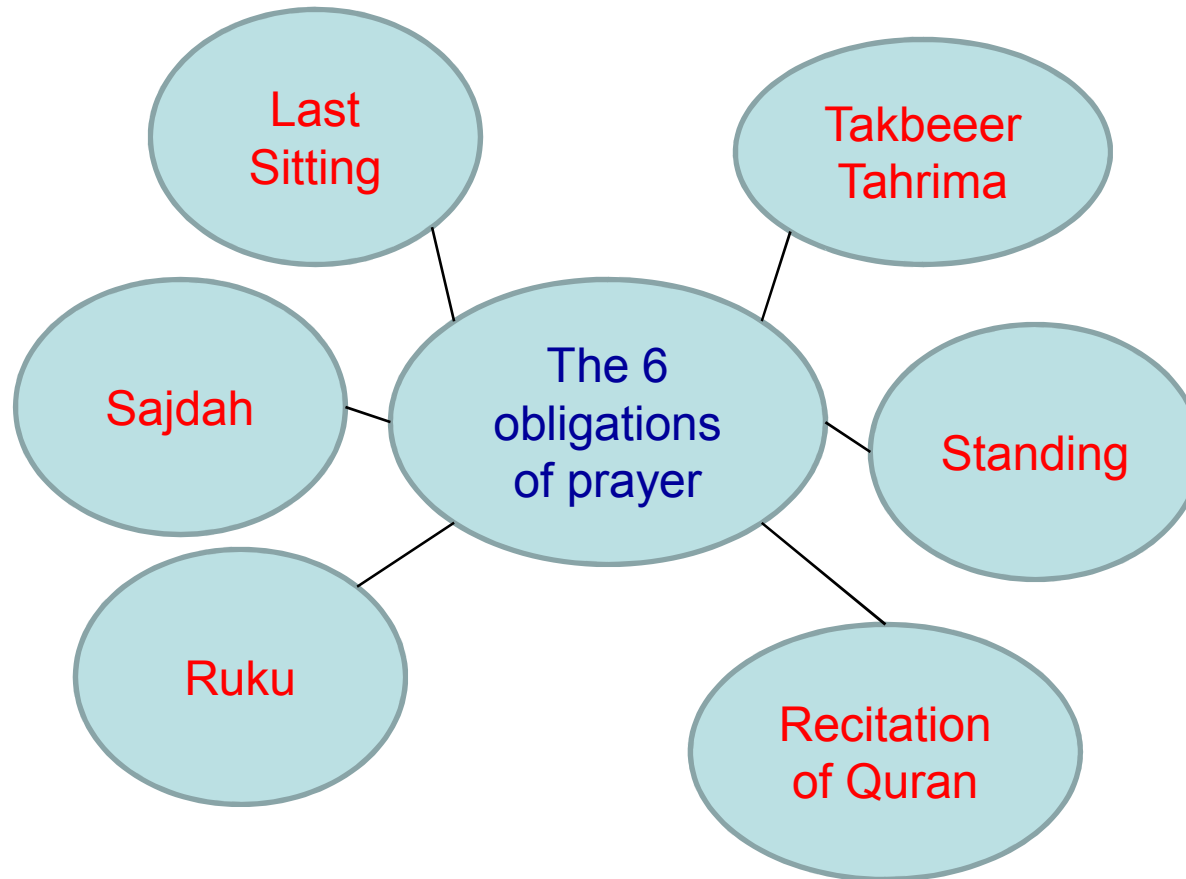 Last
Sitting
Takbeeer
Tahrima
Sajdah
The 6
obligations
of prayer
Standing
Ruku
Recitation
of Quran